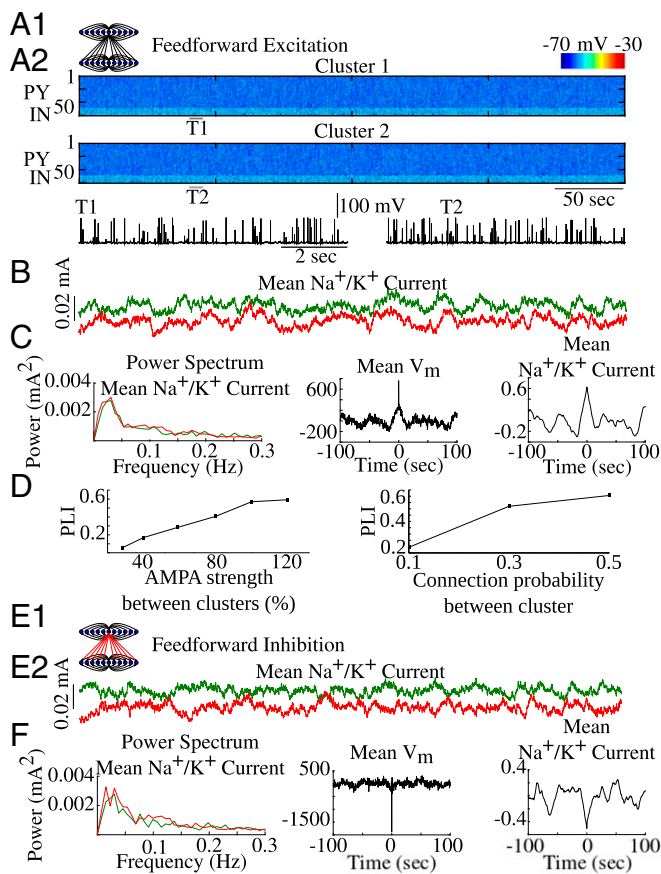 A1
Feedforward Excitation
-70 mV -30
A2
Cluster 1
1
PY
50
IN
T1
Cluster 2
1
PY
50
IN
T2
50 sec
T1
100 mV
T2
2 sec
B
Mean Na+/K+ Current
0.02 mA
Mean
C
Power Spectrum
Mean Na+/K+ Current
Power (mA2)
0.004
0.002
0 0.1 0.2 0.3
Frequency (Hz)
Mean Vm
600
-200
-100 0 100
Time (sec)
Na+/K+ Current
0.6
-0.2
-100 0 100
Time (sec)
D
PLI
0.6
0.2
40 80 120
AMPA strength
between clusters (%)
PLI
0.6
0.4
0.2
0.1 0.3 0.5
Connection probability
between cluster
E1
Feedforward Inhibition
E2
Mean Na+/K+ Current
0.02 mA
Mean
F
Power Spectrum
Mean Na+/K+ Current
Power (mA2)
0.004
0.002
0 0.1 0.2 0.3
Frequency (Hz)
Mean Vm
500
-1500
-100 0 100
Time (sec)
Na+/K+ Current
0.4
-0.4
-100 0 100
Time (sec)